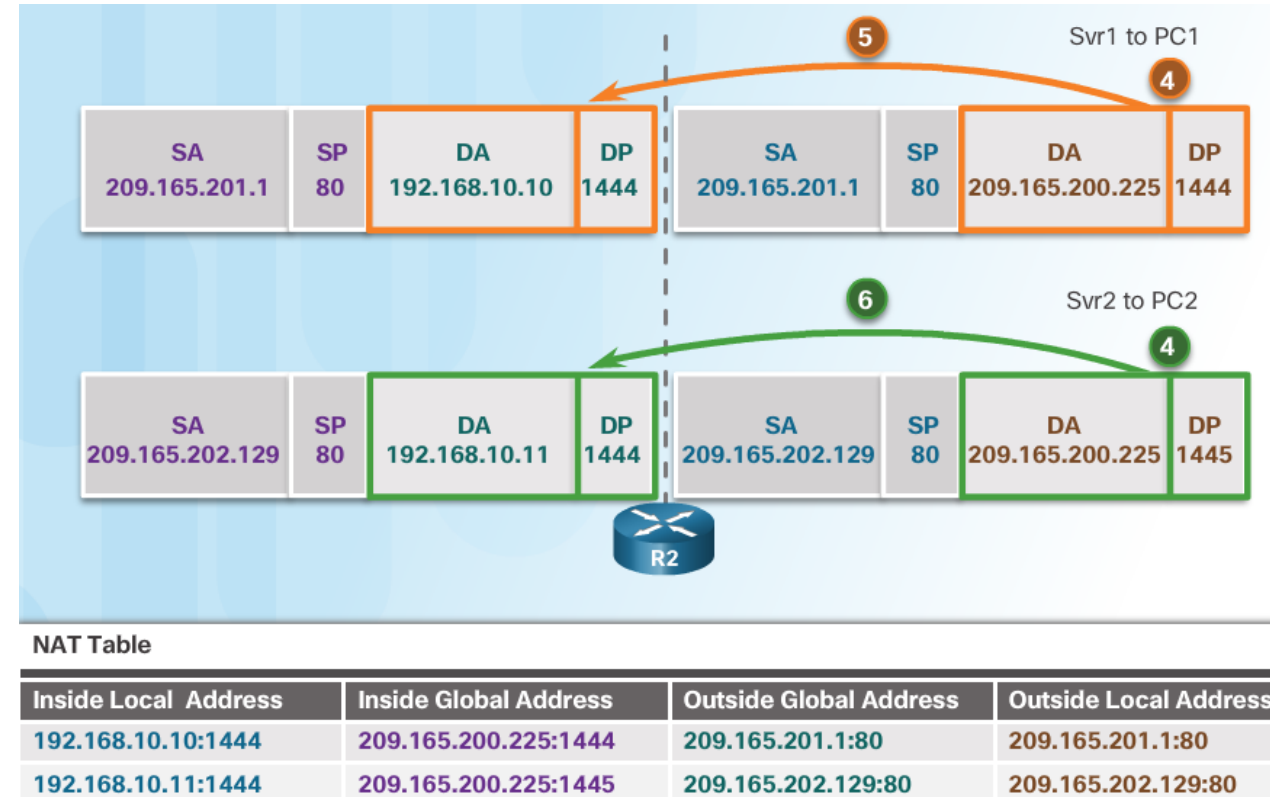 5
Svr1 to PC1
4
SA SP DA DP SA SP DA DP
209.165.201.1 80 192.168.10.10 1444 209.165.201.1 80 209.165.200.225 1444
6
Svr2 to PC2
4
SA SP DA DP SA SP DA DP
209.165.202.129 80 192.168.10.11 1444 209.165.202.129 80 209.165.200.225 1445
R2
NAT Table
Inside Local Address Inside Global Address Outside Global Address Outside Local Address
192.168.10.10:1444 209.165.200.225:1444 209.165.201.1:80 209.165.201.1:80
192.168.10.11:1444 209.165.200.225:1445 209.165.202.129:80 209.165.202.129:80